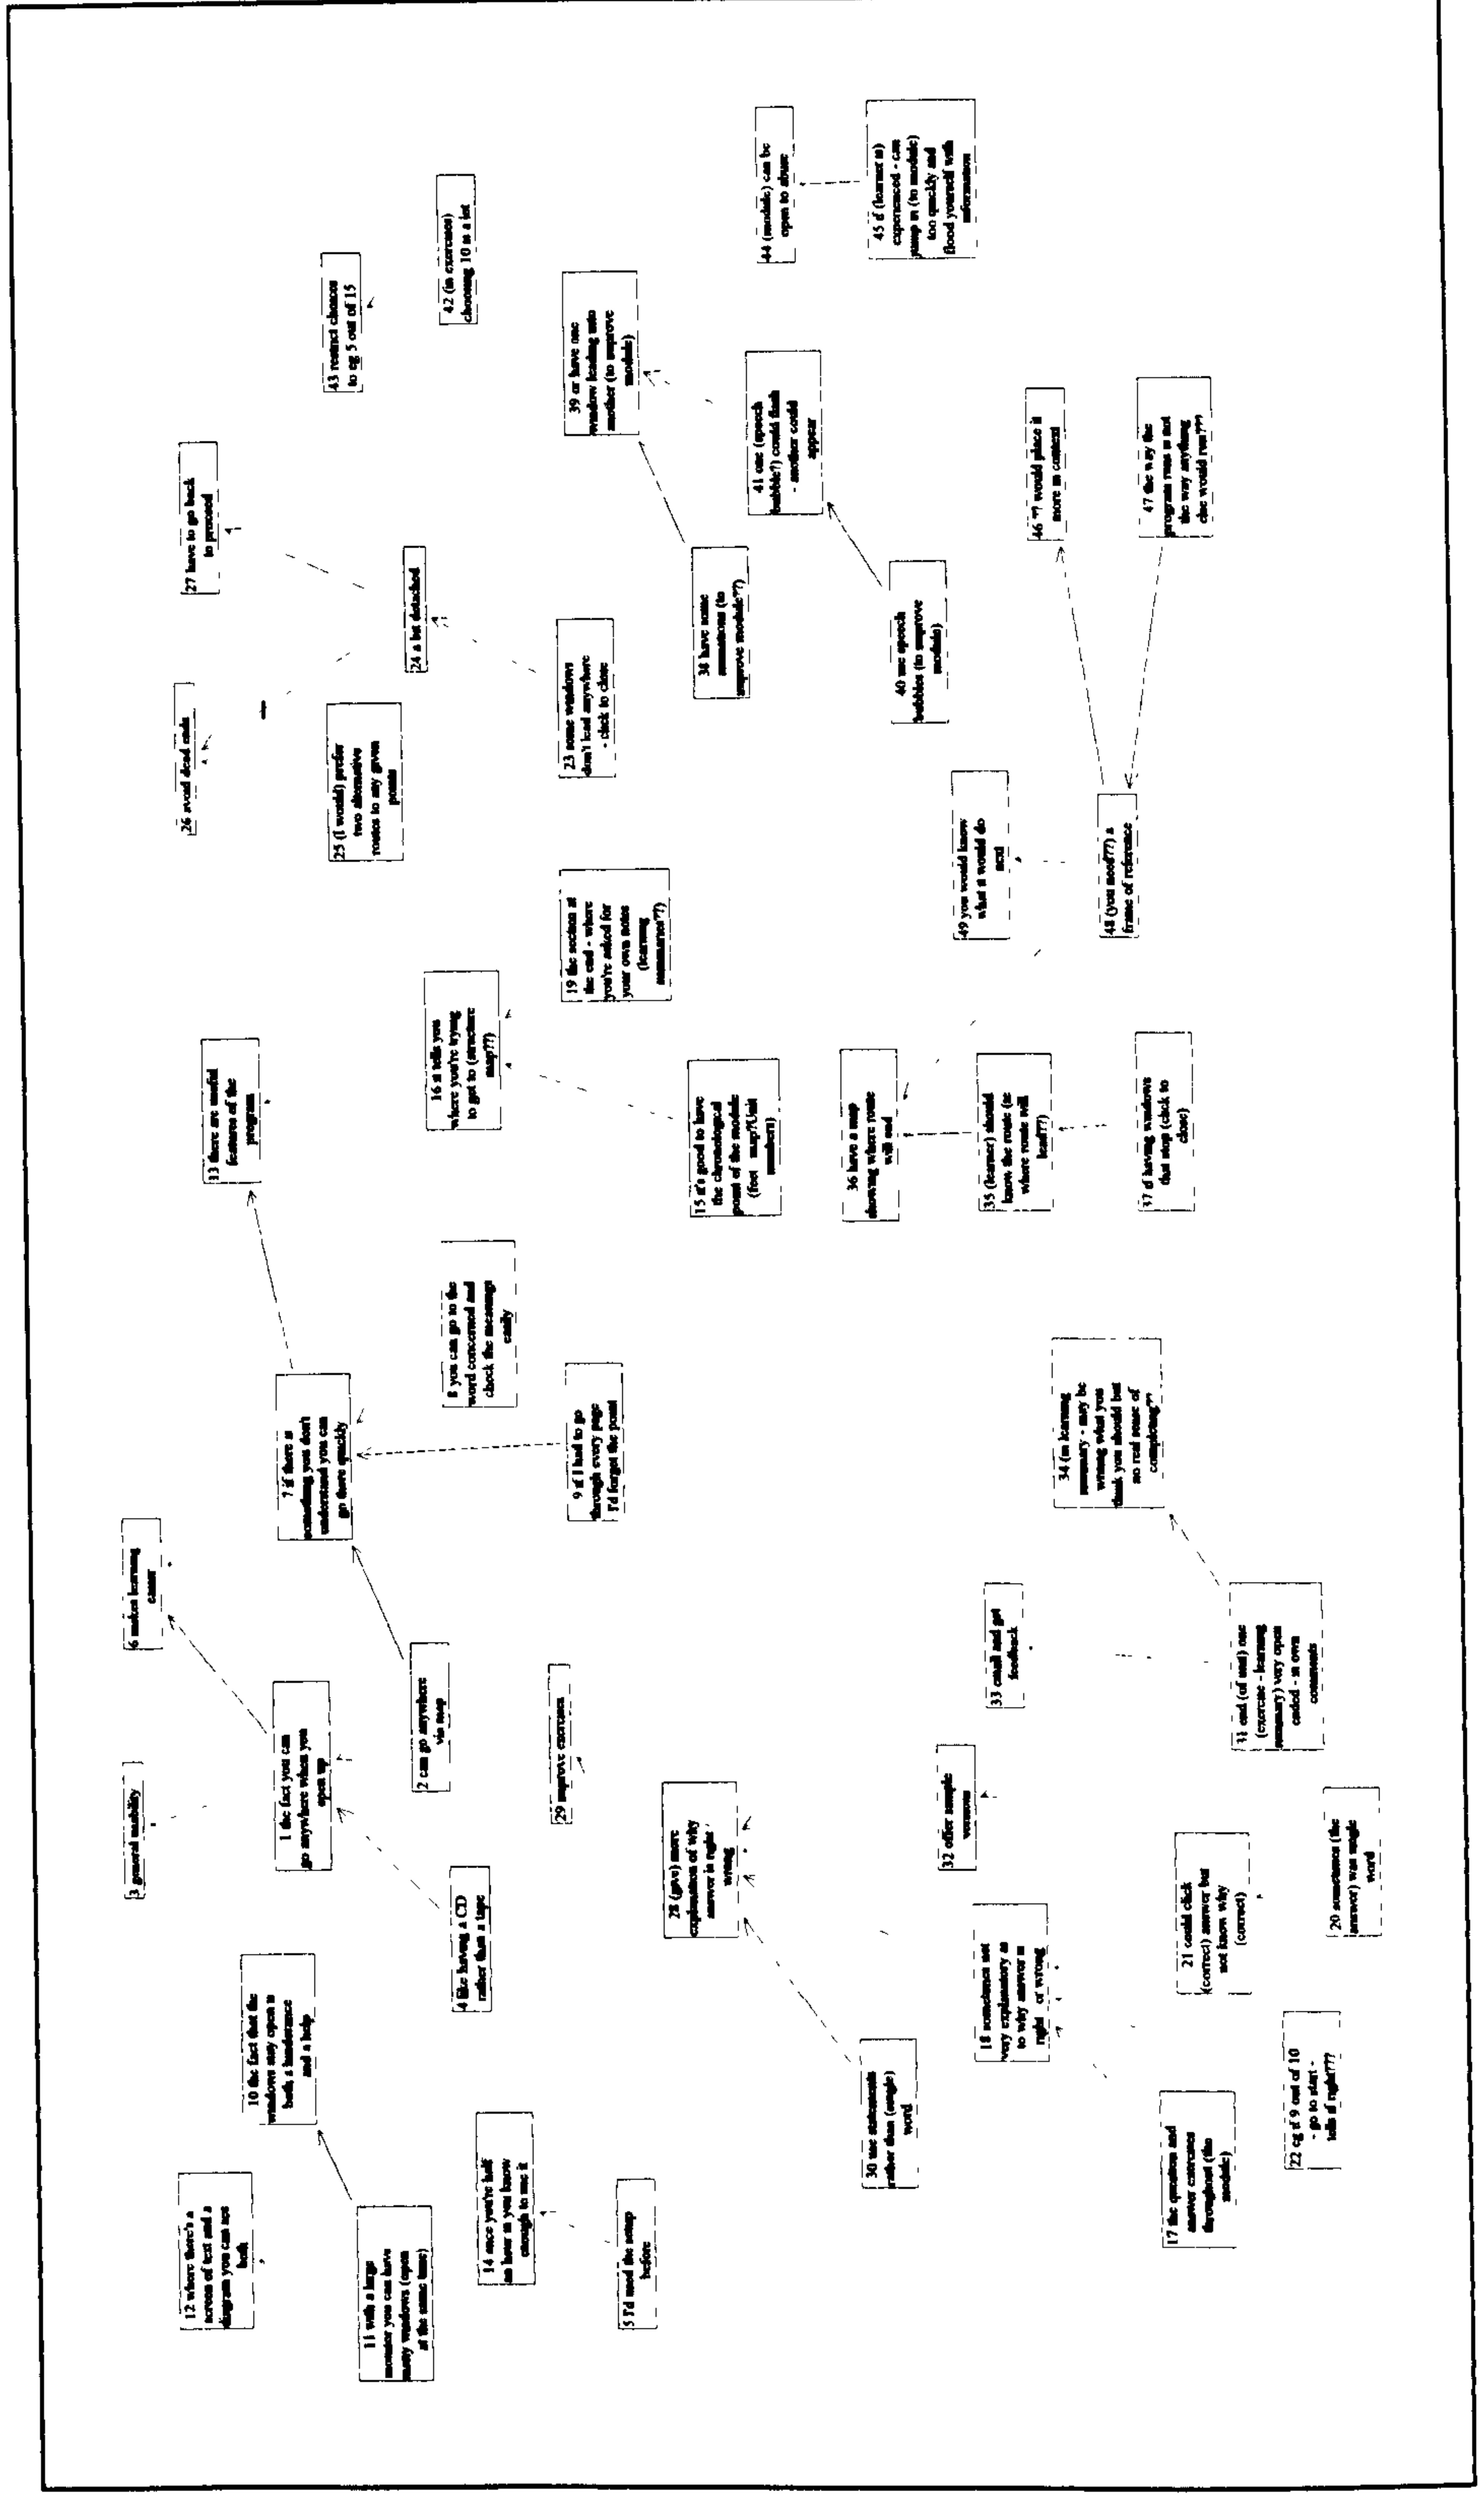 12 where there's a
screen of text and a
diagram you can see
both
11 with a large
monitor you can have
many windows (open
at the same time)
10 the fact that the
windows stay open is
both a hinderance
and a help
14 once you're half
an hour in you know
enough to use it
5 I'd used the setup
before
3 general usability
1 the fact you can
go anywhere when you
open up
4 like having a CD
rather than a tape
6 makes learning
easier
2 can go anywhere
via map
7 if there is
something you don't
understand you can
go there quickly
8 you can go to the
word concerned and
check the meanings
easily
9 if I had to go
through every page
I'd forget the point
13 there are useful
features of the
program
16 it tells you
where you're trying
to get to (structure
map??)
15 it's good to have
the chronological
point of the module
(foot map?Unit
numbers)
19 the section at
the end - where
you're asked for
your own notes
(learning
summaries??)
26 avoid dead ends
25 (I would) prefer
two alternative
routes to any given
points
27 have to go back
to proceed
24 a bit detached
23 some windows
don't lead anywhere
- click to close
43 restrict choices
to eg 5 out of 15
42 (in exercises)
choosing 10 is a lot
39 or have one
window leading into
another (to improve
module)
38 have some
animations (to
improve module??)
41 one (speech
bubble?) could flash
- another could
appear
40 use speech
bubbles (to improve
module)
44 (module) can be
open to abuse
45 if (learner is)
experienced - can
jump in (to module)
too quickly and
flood yourself with
information
29 improve exercises
28 (give) more
explanation of why
answer is right /
wrong
30 use statements
rather than (single)
word
18 sometimes not
very explanatory as
to why answer is
right or wrong
17 the question and
answer exercises
throughout (the
module)
22 eg if 9 out of 10
- go to start -
tells if right???
21 could click
(correct) answer but
not know why
(correct)
20 sometimes (the
answer) was single
word
32 offer sample
versions
33 email and get
feedback
31 end (of unit) one
(exercise - learning
summary) very open
ended - in own
comments
34 (in learning
summary - may be
writing what you
think you should but
no real sense of
completing??
36 have a map
showing where route
will end
35 (learner) should
know the route (ie
where route will
lead??)
37 if having windows
that stop (click to
close)
49 you would know
what it would do
next
48 (you need??) a
frame of reference
46 ?? would place it
more in context
47 the way the
program runs is not
the way anything
else would run???